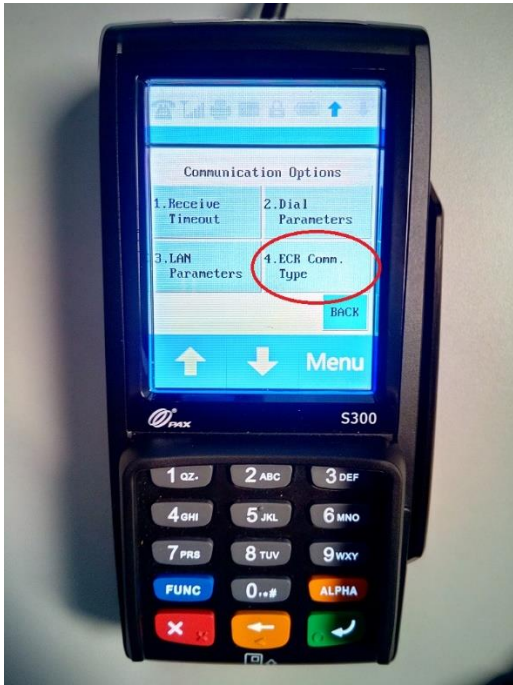 Communication Options
1.Receive
Timeout
2.Dial
Parameters
3.LAN
Parameters
4.ECR Comm.
Type
BACK
Menu
PAX
S300
1 QZ. 2 ABC 3 DEF
4 GHI 5 JKL 6 MNO
7 PRS 8 TUV 9 WXY
FUNC 0,*# ALPHA